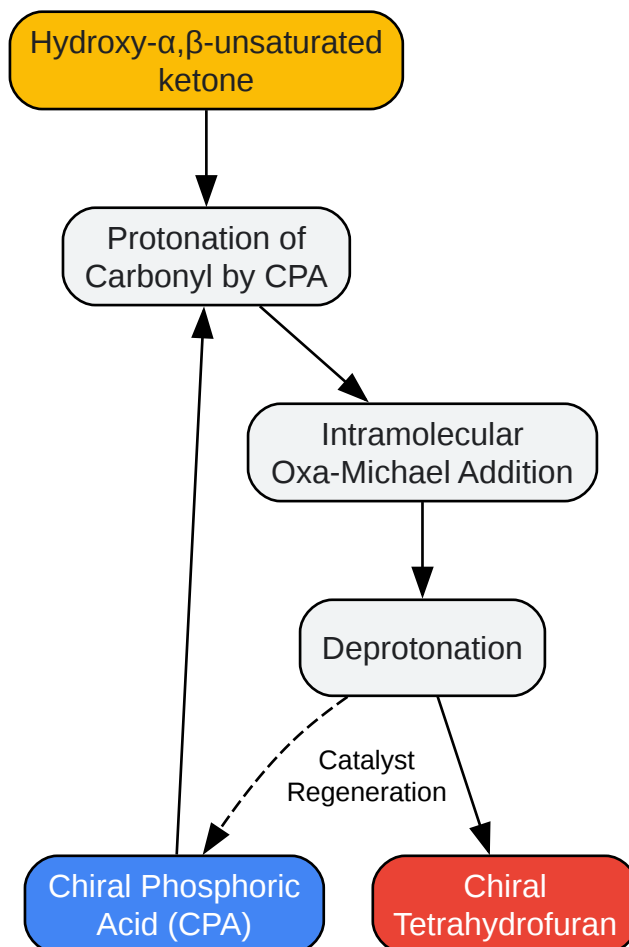 Hydroxy-α,β-unsaturated
ketone
Protonation of
Carbonyl by CPA
Intramolecular
Oxa-Michael Addition
Deprotonation
Catalyst
Regeneration
Chiral Phosphoric
Acid (CPA)
Chiral
Tetrahydrofuran